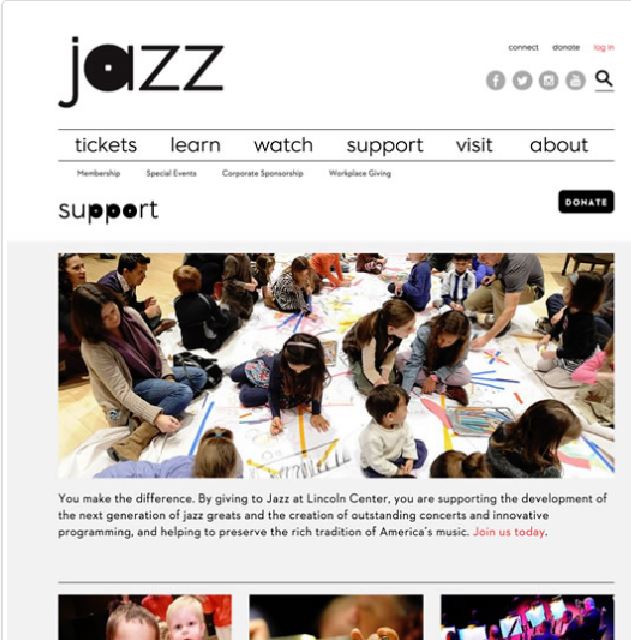 jazz
connect donate log in
tickets learn watch support visit about
Membership Special Events Corporate Sponsorship Workplace Giving
support
DONATE
You make the difference. By giving to Jazz at Lincoln Center, you are supporting the development of
the next generation of jazz greats and the creation of outstanding concerts and innovative
programming, and helping to preserve the rich tradition of America's music. Join us today.